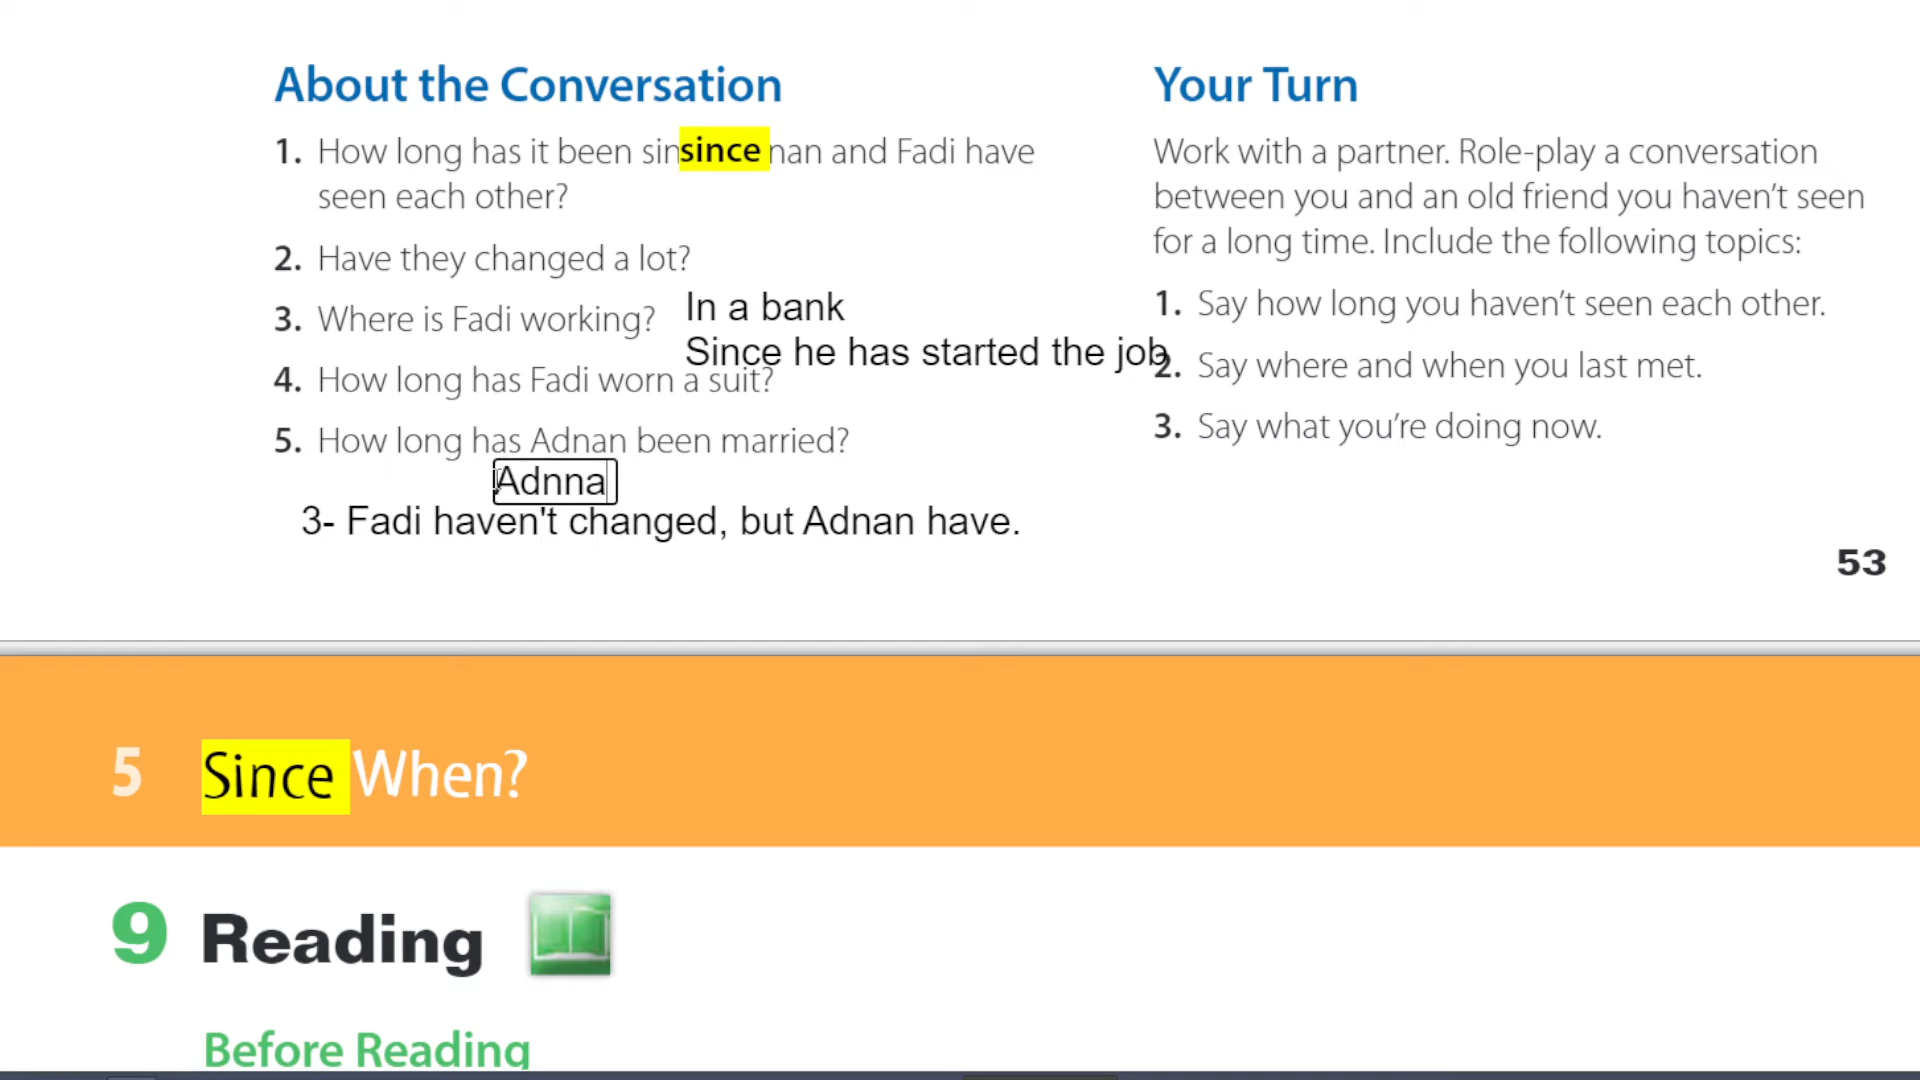 About the Conversation
1. How long has it been sin since nan and Fadi have
seen each other?
2. Have they changed a lot?
In a bank
3. Where is Fadi working?
Since he has started the job
4. How long has Fadi worn a suit?
5. How long has Adnan been married?
Adnna
3- Fadi haven't changed, but Adnan have.
Your Turn
Work with a partner. Role-play a conversation
between you and an old friend you haven’t seen
for a long time. Include the following topics:
1. Say how long you haven’t seen each other.
2. Say where and when you last met.
3. Say what you’re doing now.
53
5 Since When?
9 Reading
Before Reading